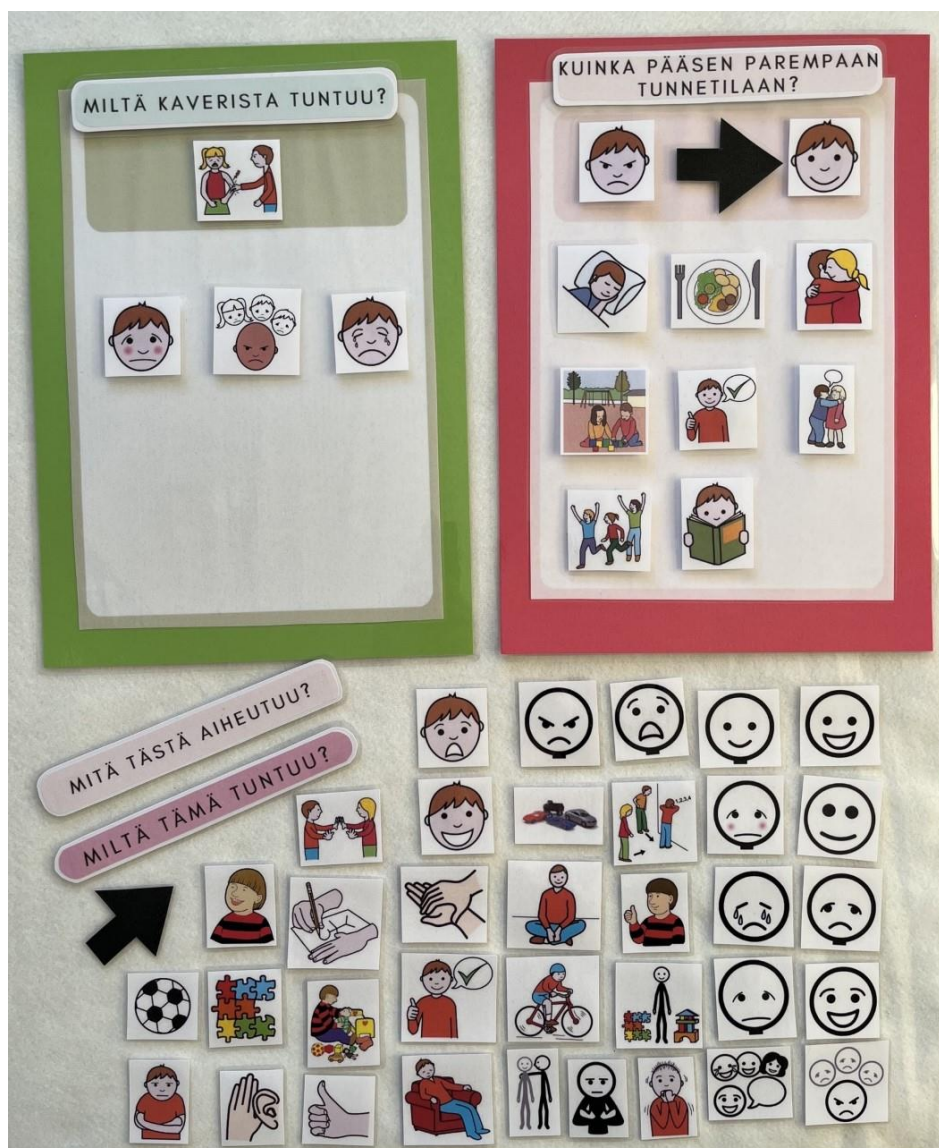 MILTÄ KAVERISTA TUNTUU?
KUINKA PÄÄSEN PAREMPAAN
TUNNETILAAN?
MITÄ TÄSTÄ AIHEUTUU?
MILTÄ TÄMÄ TUNTUU?